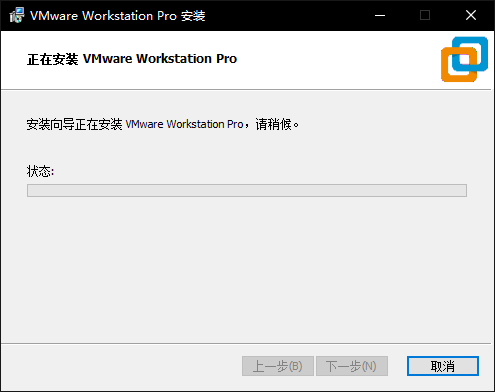 VMware Workstation Pro 安装
正在安装 VMware Workstation Pro
安装向导正在安装 VMware Workstation Pro，请稍候。
状态:
上一步(B) 下一步(N) 取消